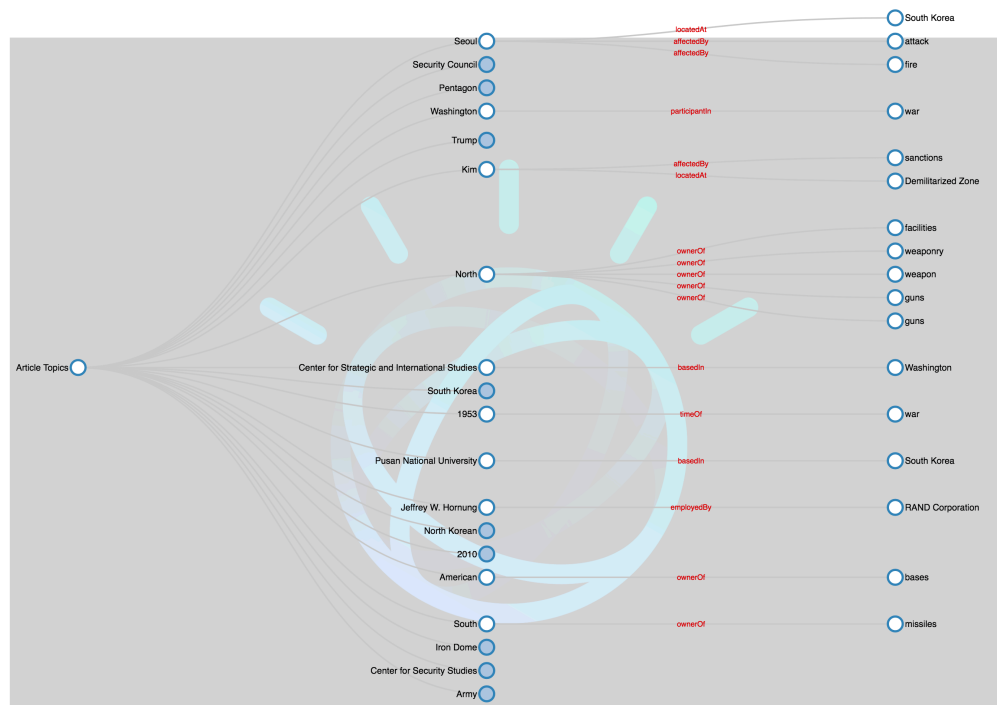 South Korea
locatedAt
Seoul
affectedBy
attack
affectedBy
Security Council
fire
Pentagon
Washington
participantIn
war
Trump
sanctions
affectedBy
Kim
locatedAt
Demilitarized Zone
facilities
ownerOf
weaponry
ownerOf
North
ownerOf
weapon
ownerOf
ownerOf
guns
guns
Article Topics
Center for Strategic and International Studies
basedIn
Washington
South Korea
1953
timeOf
war
Pusan National University
basedIn
South Korea
Jeffrey W. Hornung
employedBy
RAND Corporation
North Korean
2010
American
ownerOf
bases
South
ownerOf
missiles
Iron Dome
Center for Security Studies
Army